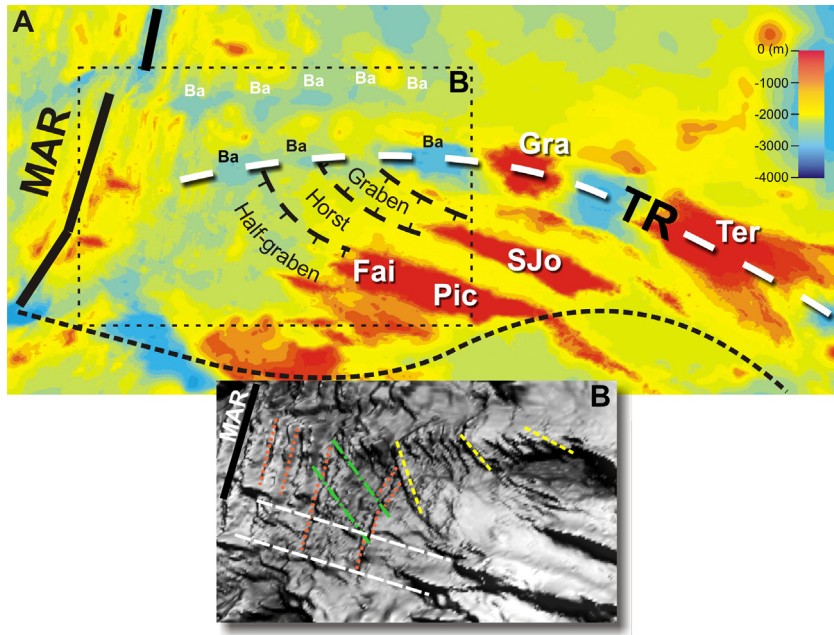 A
0 (m)
-1000
-2000
-3000
-4000
Ba
Ba
Ba
Ba
Ba
B
MAR
Ba
Ba
Ba
Gra
Graben
Horst
Half-graben
TR
Ter
Fai
SJo
Pic
B
MAR